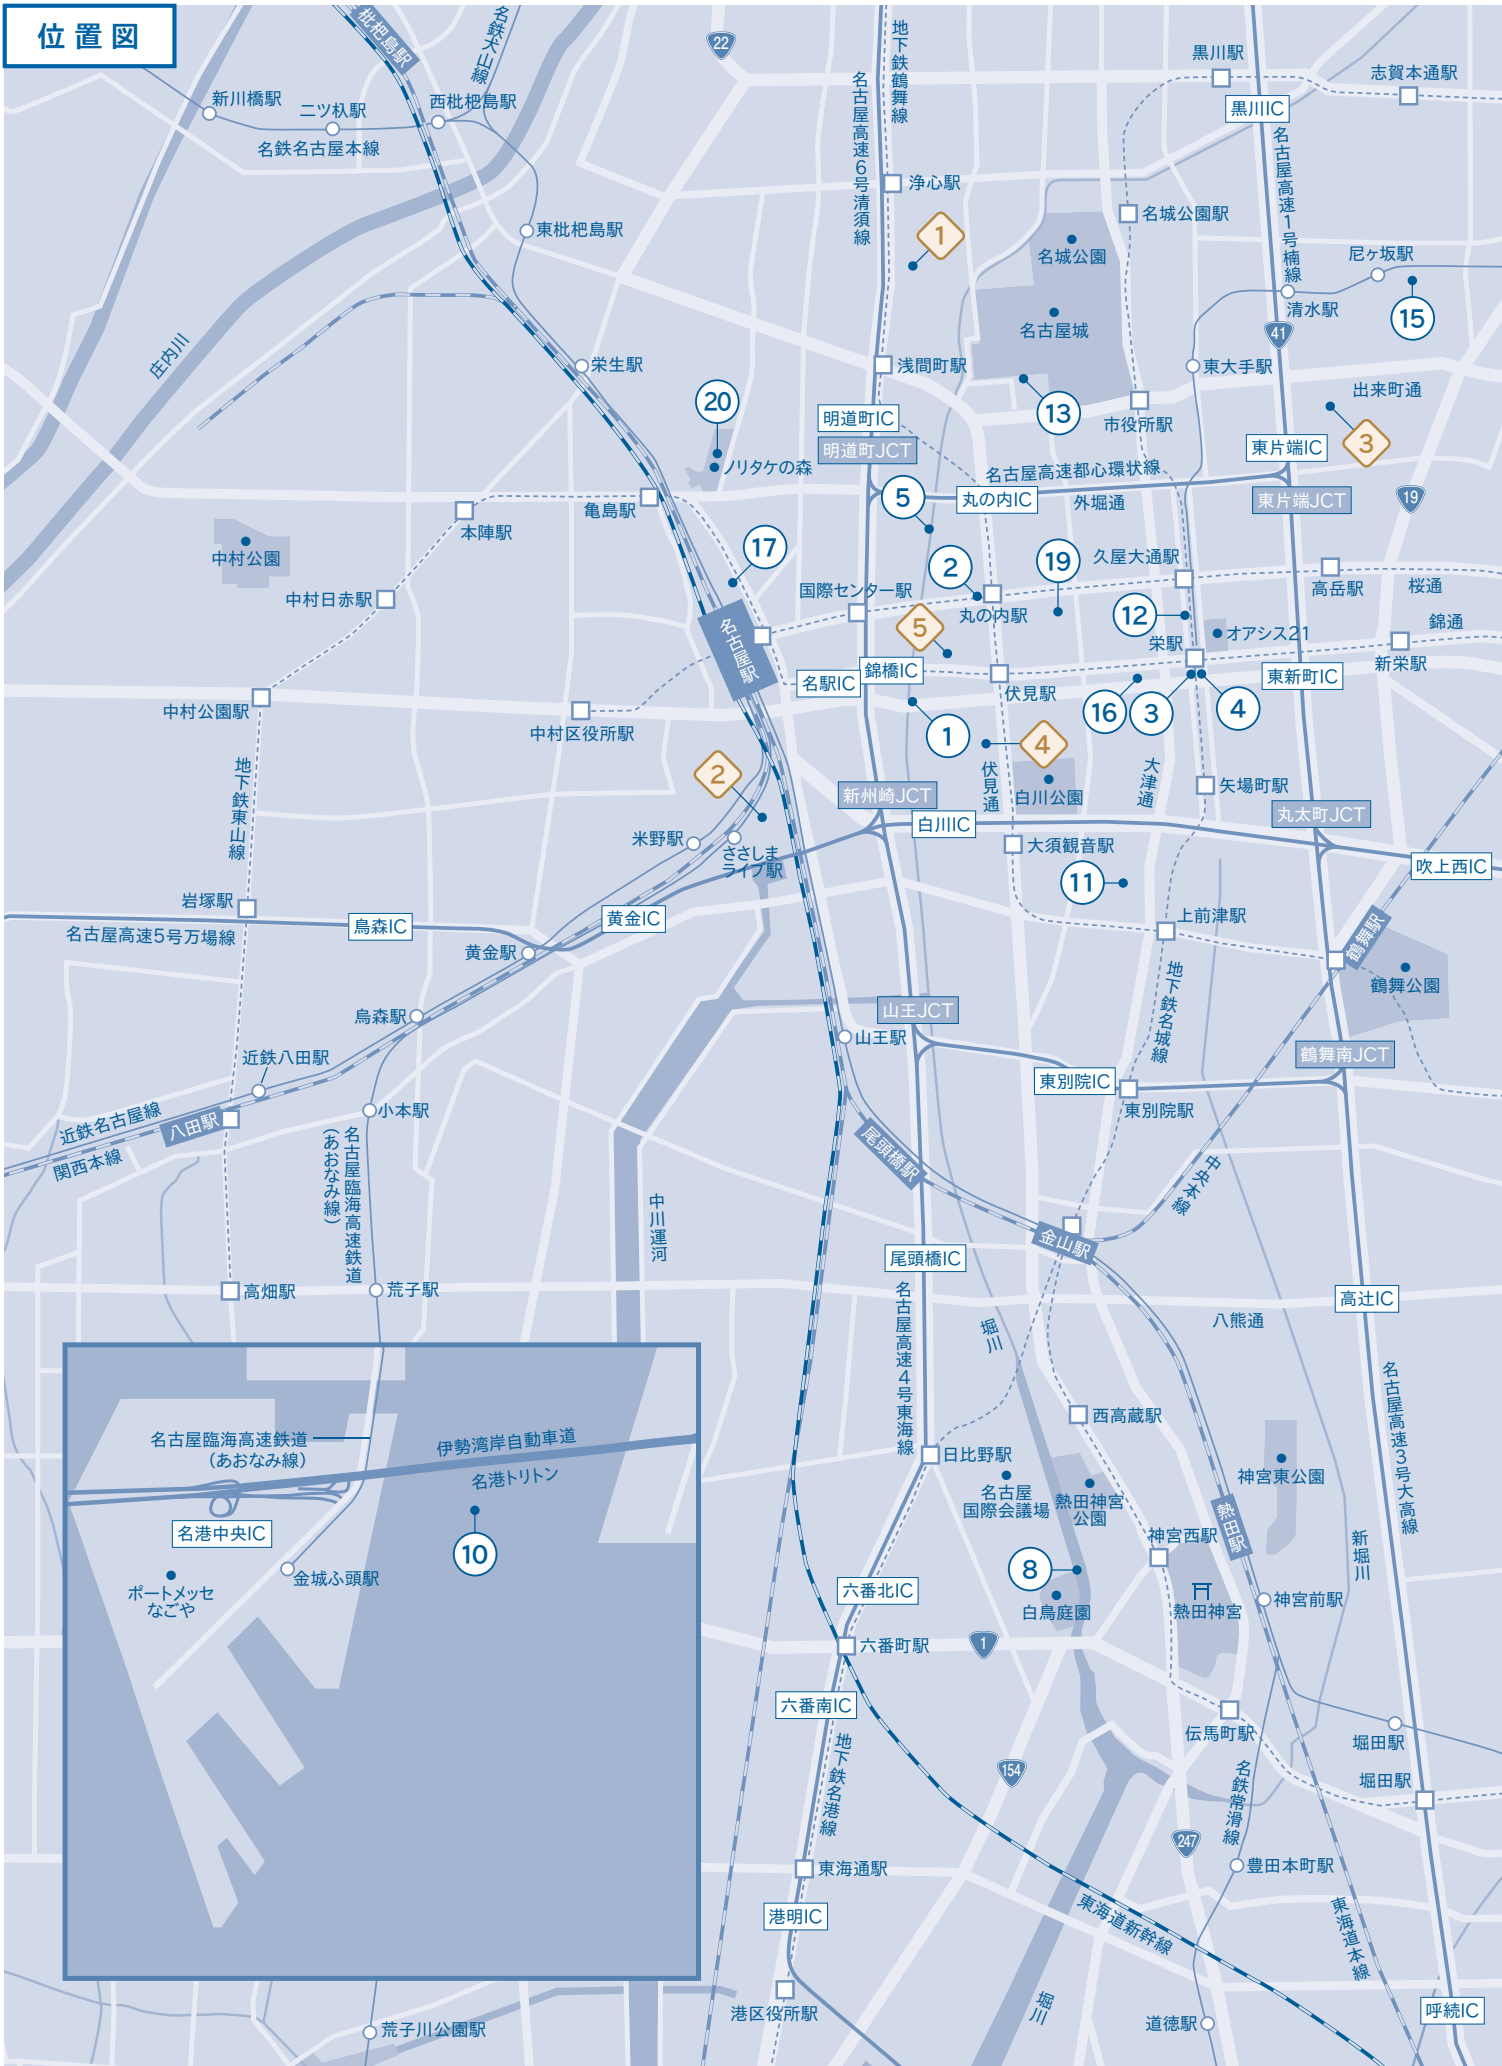 位置図
枇杷島駅
名鉄犬山線
22
地下鉄鶴舞線
名古屋高速6号清須線
黒川駅
志賀本通駅
黒川IC
名古屋高速1号楠線
新川橋駅
二ツ杁駅
西枇杷島駅
名鉄名古屋本線
浄心駅
東枇杷島駅
1
名城公園駅
名城公園
尼ヶ坂駅
清水駅
15
名古屋城
41
庄内川
栄生駅
浅間町駅
東大手駅
20
13
出来町通
明道町IC
市役所駅
3
明道町JCT
東片端IC
ノリタケの森
名古屋高速都心環状線
5
丸の内IC
外堀通
東片端JCT
19
亀島駅
本陣駅
中村公園
17
2
19
久屋大通駅
高岳駅
桜通
中村日赤駅
国際センター駅
丸の内駅
12
名古屋駅
5
オアシス21
錦通
栄駅
新栄駅
錦橋IC
名駅IC
伏見駅
東新町IC
中村公園駅
中村区役所駅
1
16
3
4
4
地下鉄東山線
2
伏見通
白川公園
大津通
矢場町駅
新州崎JCT
白川IC
丸太町JCT
米野駅
ささしま
ライブ駅
大須観音駅
吹上西IC
11
岩塚駅
烏森IC
黄金IC
上前津駅
名古屋高速5号万場線
黄金駅
鶴舞駅
地下鉄名城線
鶴舞公園
烏森駅
山王JCT
山王駅
近鉄八田駅
鶴舞南JCT
東別院IC
東別院駅
近鉄名古屋線
八田駅
小本駅
関西本線
名古屋臨海高速鉄道
(あおなみ線)
尾頭橋駅
中央本線
中川運河
金山駅
尾頭橋IC
高畑駅
荒子駅
高辻IC
八熊通
堀川
名古屋高速4号東海線
名古屋高速3号大高線
西高蔵駅
名古屋臨海高速鉄道
(あおなみ線)
伊勢湾岸自動車道
名港トリトン
日比野駅
名古屋
国際会議場
熱田神宮
公園
神宮東公園
熱田駅
名港中央IC
10
神宮西駅
新堀川
金城ふ頭駅
ポートメッセ
なごや
8
六番北IC
白鳥庭園
熱田神宮
神宮前駅
六番町駅
1
六番南IC
伝馬町駅
堀田駅
地下鉄名港線
154
名鉄常滑線
堀田駅
247
東海通駅
豊田本町駅
港明IC
東海道新幹線
東海道本線
港区役所駅
堀川
道徳駅
呼続IC
荒子川公園駅